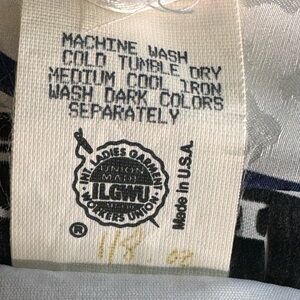 MACHINE WASH
COLD TUMBLE DRY
MEDIUM COOL IRON
WASH DARK COLORS
SEPARATELY
INT. LADIES GARMENT
UNION MADE
ILGWU
WORKERS UNION
®
Made in U.S.A.